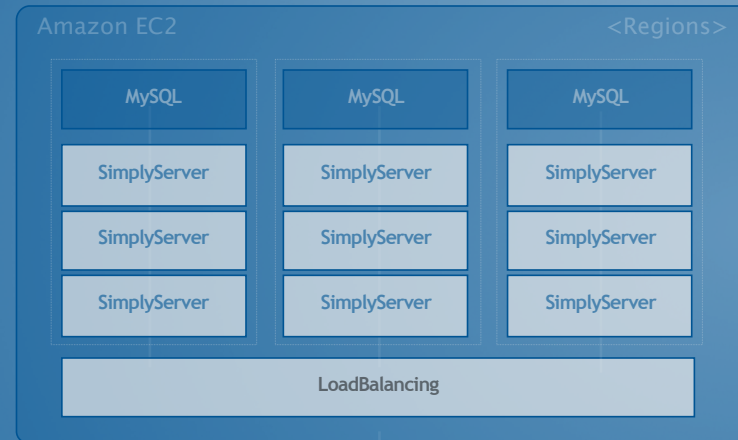 Amazon EC2 <Regions>
MySQL MySQL MySQL
SimplyServer SimplyServer SimplyServer
SimplyServer SimplyServer SimplyServer
SimplyServer SimplyServer SimplyServer
LoadBalancing